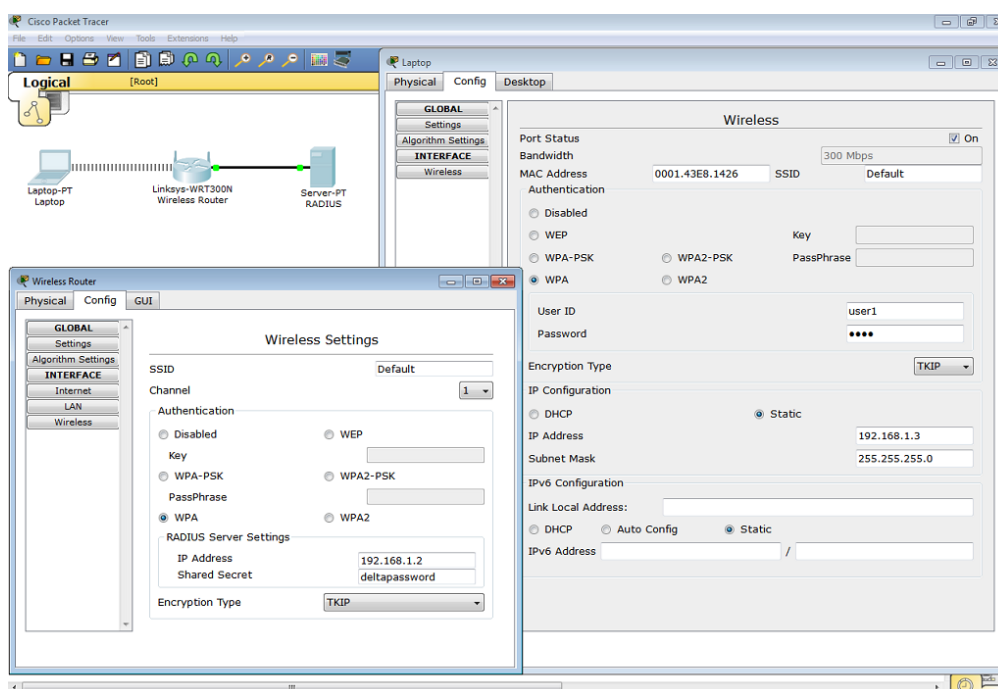 Cisco Packet Tracer
File Edit Options View Tools Extensions Help
Logical [Root]
Laptop-PT
Laptop
Linksys-WRT300N
Wireless Router
Server-PT
RADIUS
Laptop
Physical Config Desktop
GLOBAL
Settings
Algorithm Settings
INTERFACE
Wireless
Wireless
Port Status On
Bandwidth 300 Mbps
MAC Address 0001.43E8.1426 SSID Default
Authentication
Disabled
WEP Key
WPA-PSK WPA2-PSK PassPhrase
WPA WPA2
User ID user1
Password ••••
Encryption Type TKIP
IP Configuration
DHCP Static
IP Address 192.168.1.3
Subnet Mask 255.255.255.0
IPv6 Configuration
Link Local Address:
DHCP Auto Config Static
IPv6 Address /
Wireless Router
Physical Config GUI
GLOBAL
Settings
Algorithm Settings
INTERFACE
Internet
LAN
Wireless
Wireless Settings
SSID Default
Channel 1
Authentication
Disabled WEP
Key
WPA-PSK WPA2-PSK
PassPhrase
WPA WPA2
RADIUS Server Settings
IP Address 192.168.1.2
Shared Secret deltapassword
Encryption Type TKIP